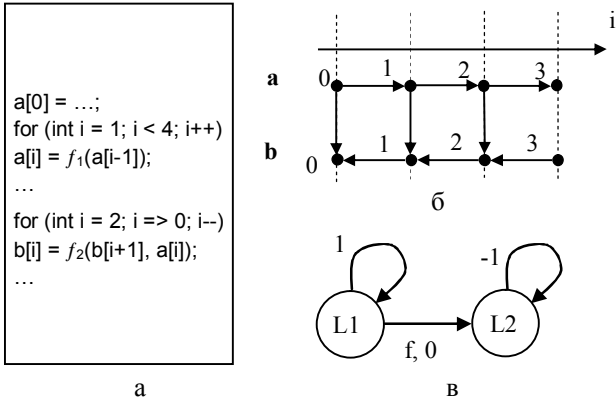 a[0] = …;
for (int i = 1; i < 4; i++)
a[i] = f₁(a[i-1]);
…
for (int i = 2; i => 0; i--)
b[i] = f₂(b[i+1], a[i]);
…
а
i
a
0 1 2 3
b
0 1 2 3
б
1 -1
L1 L2
f, 0
в